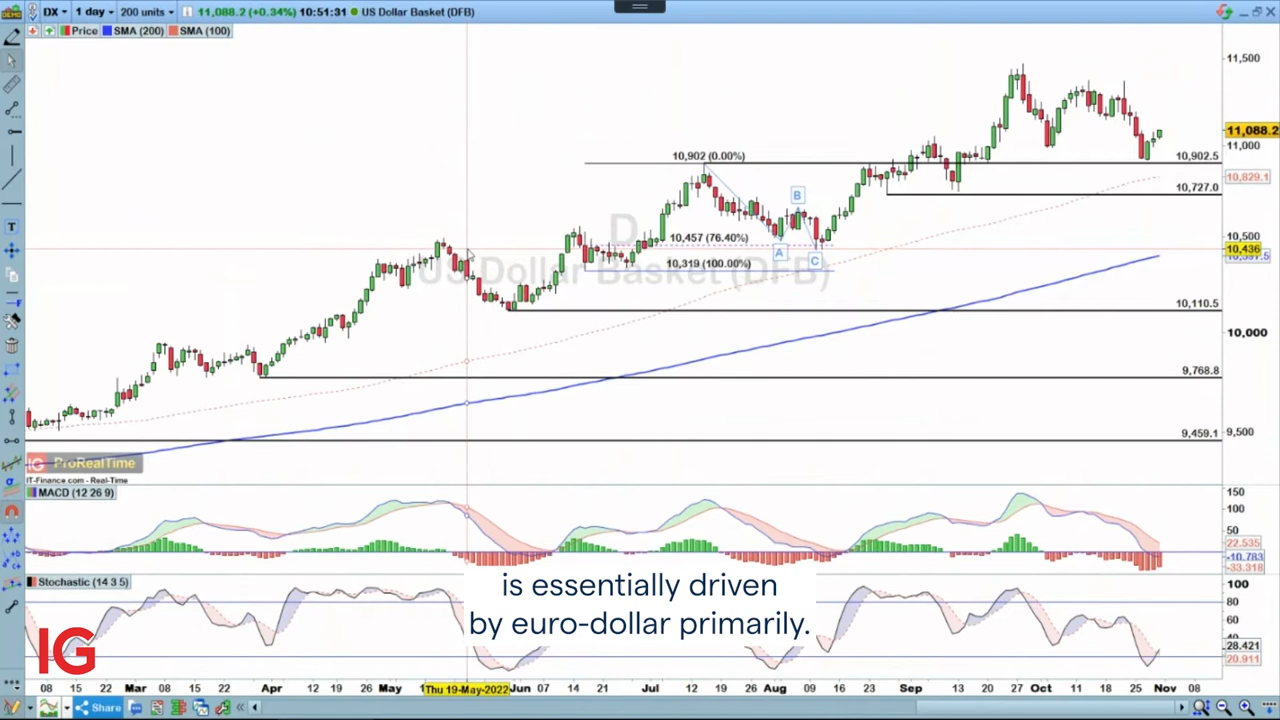 DEMO DX 1 day 200 units 11,088.2 (+0.34%) 10:51:31 US Dollar Basket (DFB)
Price SMA (200) SMA (100)
11,500
11,088.2
11,000
10,902 (0.00%)
10,902.5
10,829.1
10,727.0
B
D
10,500
10,457 (76.40%)
10,436
A
C
10,319 (100.00%)
US Dollar Basket (DFB)
10,110.5
10,000
9,768.8
9,500
9,459.1
IG ProRealTime
IT-Finance.com - Real-Time
MACD (12 26 9)
150
100
50
22.535
-10.783
-33.318
Stochastic (14 3 5)
100
80
60
40
28.421
20.911
is essentially driven
by euro-dollar primarily.
IG
08 15 22 Mar 08 15 22 Apr 12 19 26 May Thu 19-May-2022 Jun 07 14 21 Jul 12 19 26 Aug 09 16 23 Sep 13 20 27 Oct 11 18 25 Nov 08
Share